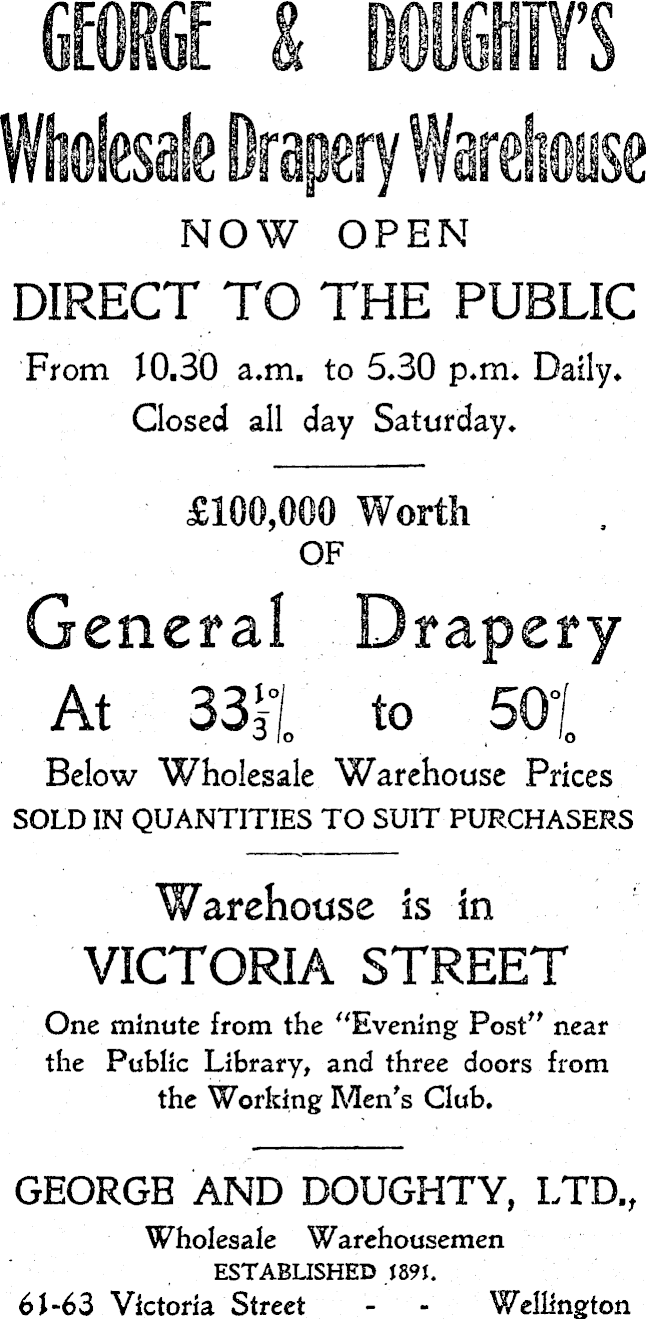 GEORGE & DOUGHTY'S
Wholesale Drapery Warehouse
NOW OPEN
DIRECT TO THE PUBLIC
From 10.30 a.m. to 5.30 p.m. Daily.
Closed all day Saturday.
£100,000 Worth
OF
General Drapery
At 33⅓% to 50%
Below Wholesale Warehouse Prices
SOLD IN QUANTITIES TO SUIT PURCHASERS
Warehouse is in
VICTORIA STREET
One minute from the "Evening Post" near
the Public Library, and three doors from
the Working Men's Club.
GEORGE AND DOUGHTY, LTD.,
Wholesale Warehousemen
ESTABLISHED 1891.
61-63 Victoria Street - - Wellington